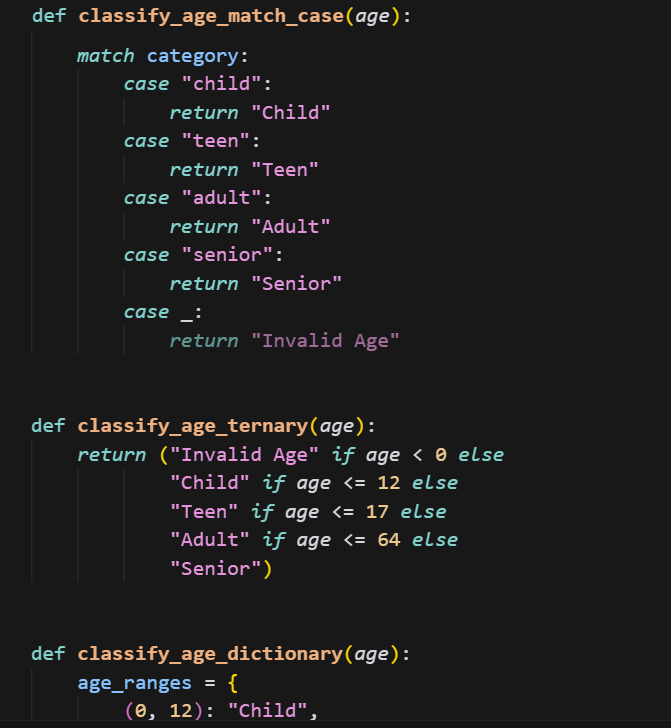 def classify_age_match_case(age):
    match category:
        case "child":
            return "Child"
        case "teen":
            return "Teen"
        case "adult":
            return "Adult"
        case "senior":
            return "Senior"
        case _:
            return "Invalid Age"
def classify_age_ternary(age):
    return ("Invalid Age" if age < 0 else
            "Child" if age <= 12 else
            "Teen" if age <= 17 else
            "Adult" if age <= 64 else
            "Senior")
def classify_age_dictionary(age):
    age_ranges = {
        (0, 12): "Child",